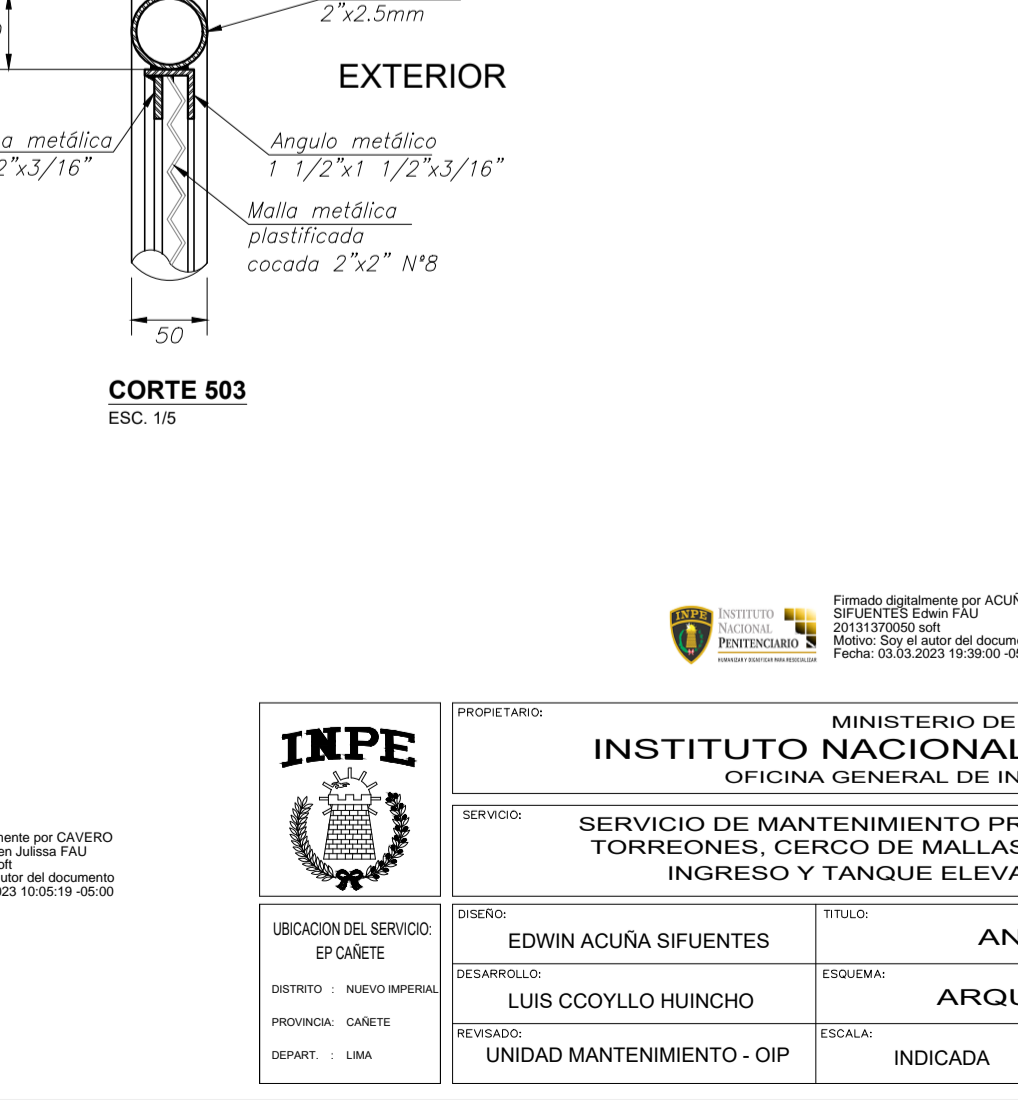 2"x2.5mm
EXTERIOR
metálica
Angulo metálico
2"x3/16"
1 1/2"x1 1/2"x3/16"
Malla metálica
plastificada
cocada 2"x2" N°8
50
CORTE 503
ESC. 1/5
INPE
INSTITUTO
NACIONAL
PENITENCIARIO
HUMANIZAR Y DIGNIFICAR PARA RESOCIALIZAR
Firmado digitalmente por ACUÑ
SIFUENTES Edwin FAU
20131370050 soft
Motivo: Soy el autor del docum
Fecha: 03.03.2023 19:39:00 -05
mente por CAVERO
en Julissa FAU
oft
utor del documento
023 10:05:19 -05:00
INPE
PROPIETARIO:
MINISTERIO DE
INSTITUTO NACIONAL
OFICINA GENERAL DE IN
SERVICIO:
SERVICIO DE MANTENIMIENTO PR
TORREONES, CERCO DE MALLAS
INGRESO Y TANQUE ELEVA
UBICACION DEL SERVICIO:
EP CAÑETE
DISTRITO : NUEVO IMPERIAL
PROVINCIA: CAÑETE
DEPART. : LIMA
DISEÑO:
EDWIN ACUÑA SIFUENTES
TITULO:
AN
DESARROLLO:
LUIS CCOYLLO HUINCHO
ESQUEMA:
ARQU
REVISADO:
UNIDAD MANTENIMIENTO - OIP
ESCALA:
INDICADA